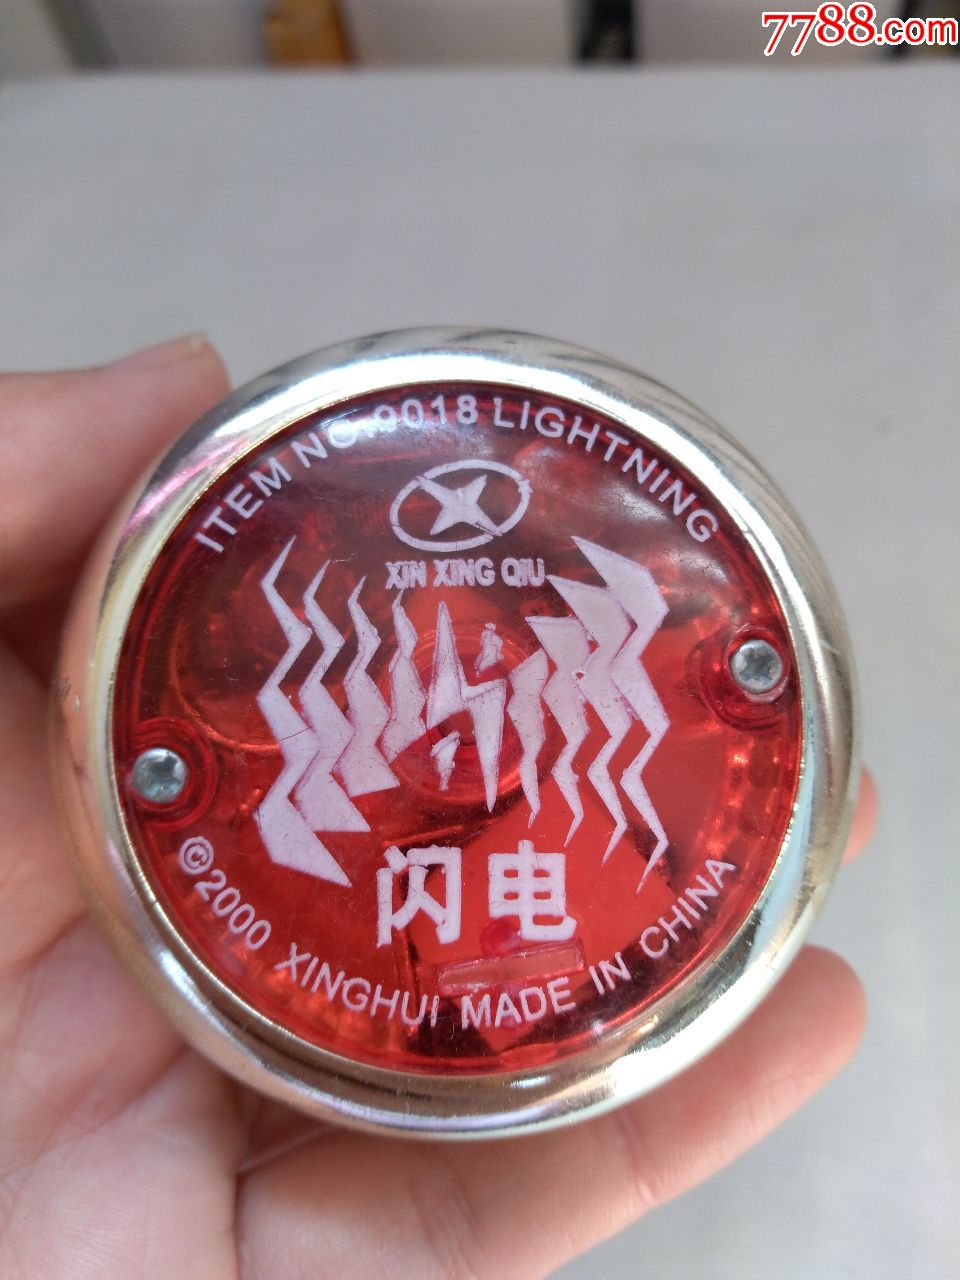 7788.com
ITEM NO.9018 LIGHTNING
XIN XING QIU
闪电
©2000 XINGHUI MADE IN CHINA